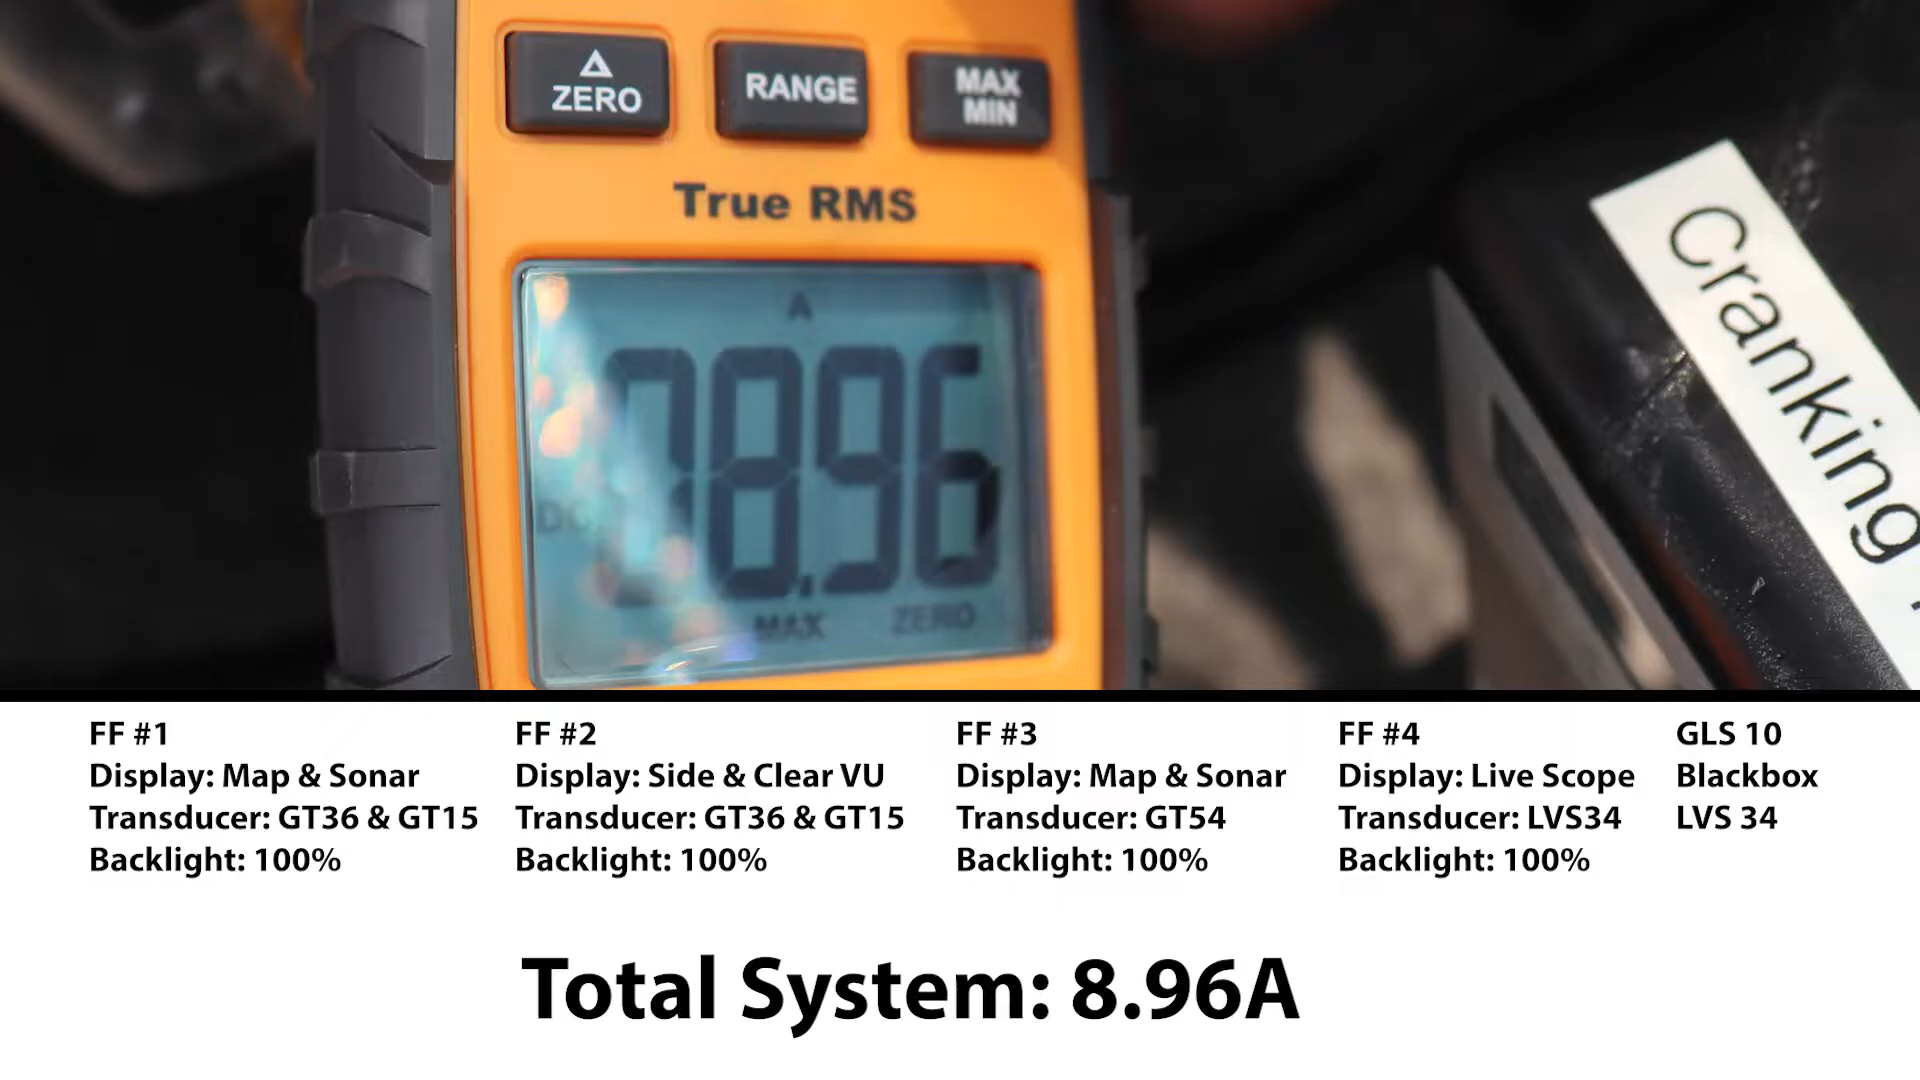 Δ
ZERO
RANGE
MAX
MIN
True RMS
A
DC
08.96
MAX ZERO
Cranking
FF #1
Display: Map & Sonar
Transducer: GT36 & GT15
Backlight: 100%
FF #2
Display: Side & Clear VU
Transducer: GT36 & GT15
Backlight: 100%
FF #3
Display: Map & Sonar
Transducer: GT54
Backlight: 100%
FF #4
Display: Live Scope
Transducer: LVS34
Backlight: 100%
GLS 10
Blackbox
LVS 34
Total System: 8.96A